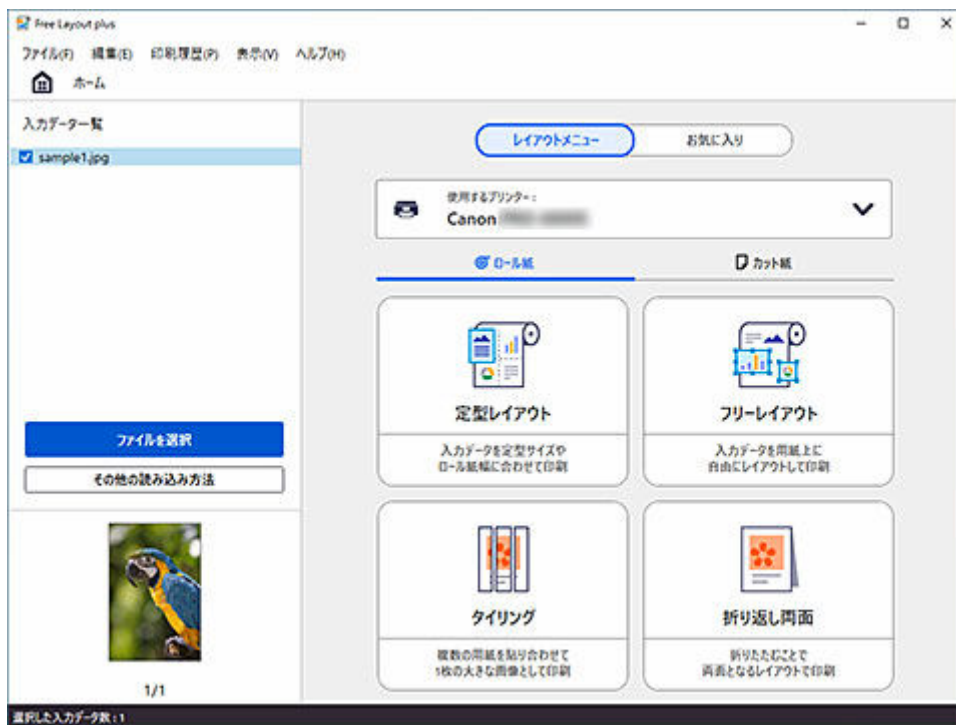 Free Layout plus
ファイル(F) 編集(E) 印刷履歴(P) 表示(V) ヘルプ(H)
ホーム
入力データ一覧
sample1.jpg
ファイルを選択
その他の読み込み方法
1/1
レイアウトメニュー お気に入り
使用するプリンター:
Canon
ロール紙 カット紙
定型レイアウト
入力データを定型サイズや
ロール紙幅に合わせて印刷
フリーレイアウト
入力データを用紙上に
自由にレイアウトして印刷
タイリング
複数の用紙を貼り合わせて
1枚の大きな画像として印刷
折り返し両面
折りたたむことで
両面となるレイアウトで印刷
選択した入力データ数:1